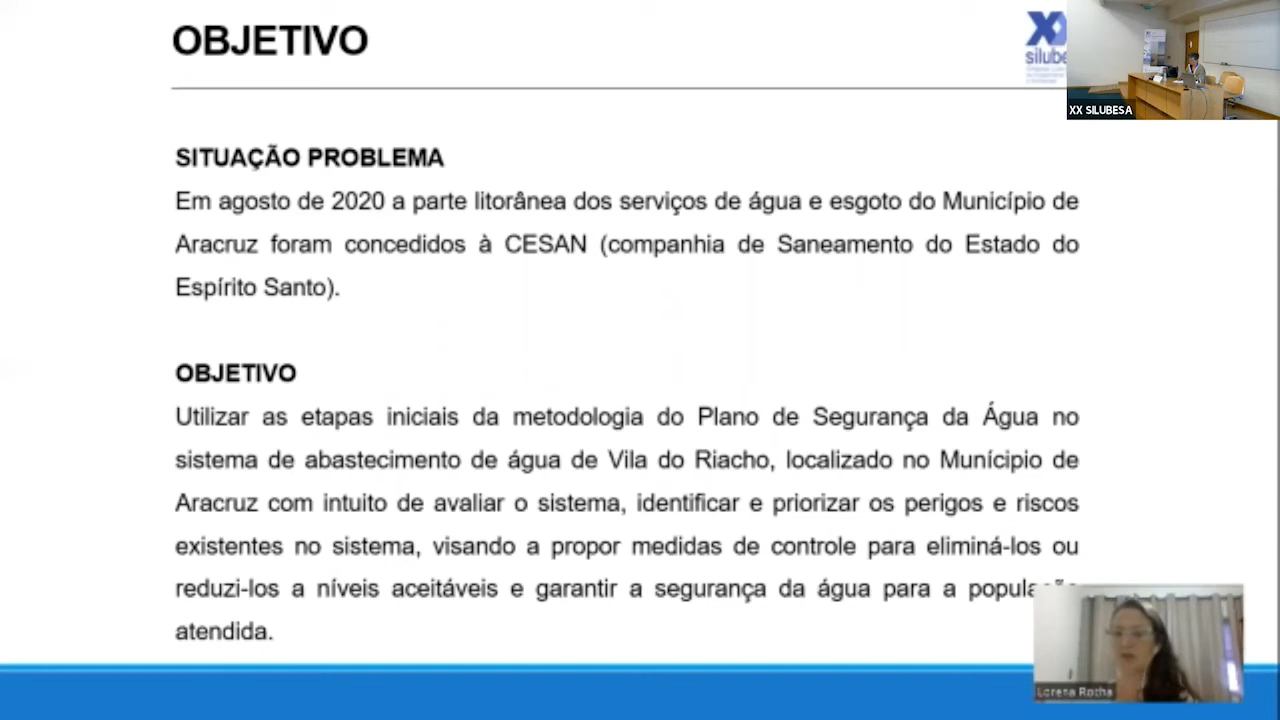 OBJETIVO
XX
silube
XX SILUBESA
SITUAÇÃO PROBLEMA
Em agosto de 2020 a parte litorânea dos serviços de água e esgoto do Município de
Aracruz foram concedidos à CESAN (companhia de Saneamento do Estado do
Espírito Santo).
OBJETIVO
Utilizar as etapas iniciais da metodologia do Plano de Segurança da Água no
sistema de abastecimento de água de Vila do Riacho, localizado no Munícipio de
Aracruz com intuito de avaliar o sistema, identificar e priorizar os perigos e riscos
existentes no sistema, visando a propor medidas de controle para eliminá-los ou
reduzi-los a níveis aceitáveis e garantir a segurança da água para a população
atendida.
Lorena Rocha